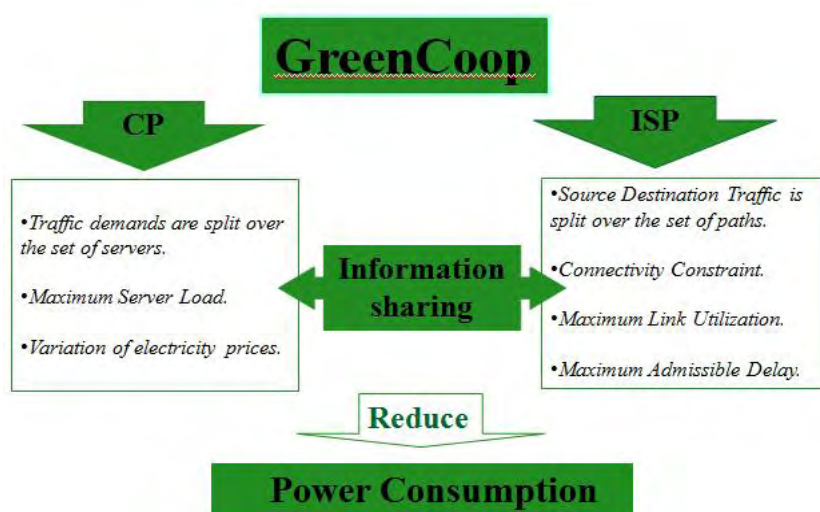 GreenCoop
CP
ISP
•Traffic demands are split over
the set of servers.
•Maximum Server Load.
•Variation of electricity prices.
Information
sharing
•Source Destination Traffic is
split over the set of paths.
•Connectivity Constraint.
•Maximum Link Utilization.
•Maximum Admissible Delay.
Reduce
Power Consumption